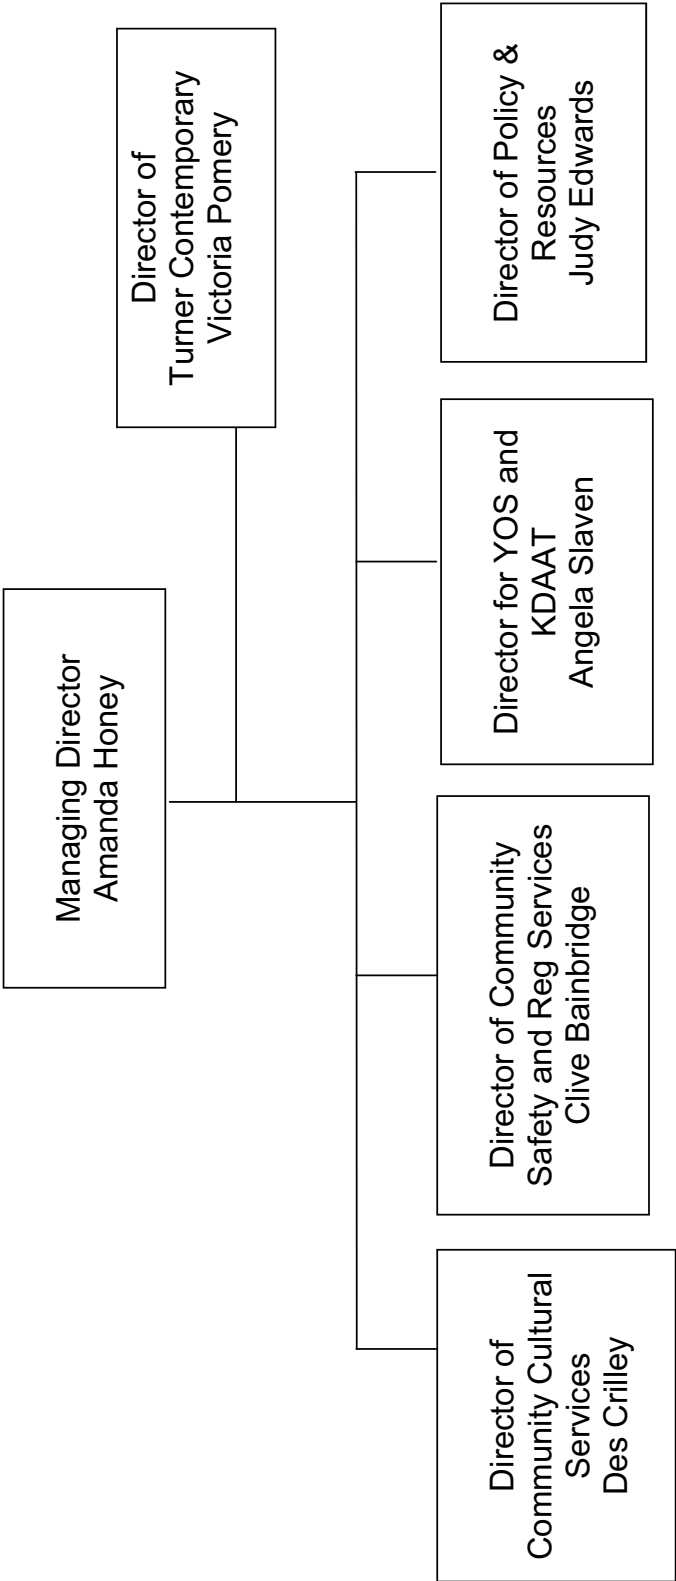 Managing Director
Amanda Honey
Director of
Turner Contemporary
Victoria Pomery
Director of
Community Cultural
Services
Des Crilley
Director of Community
Safety and Reg Services
Clive Bainbridge
Director for YOS and
KDAAT
Angela Slaven
Director of Policy &
Resources
Judy Edwards